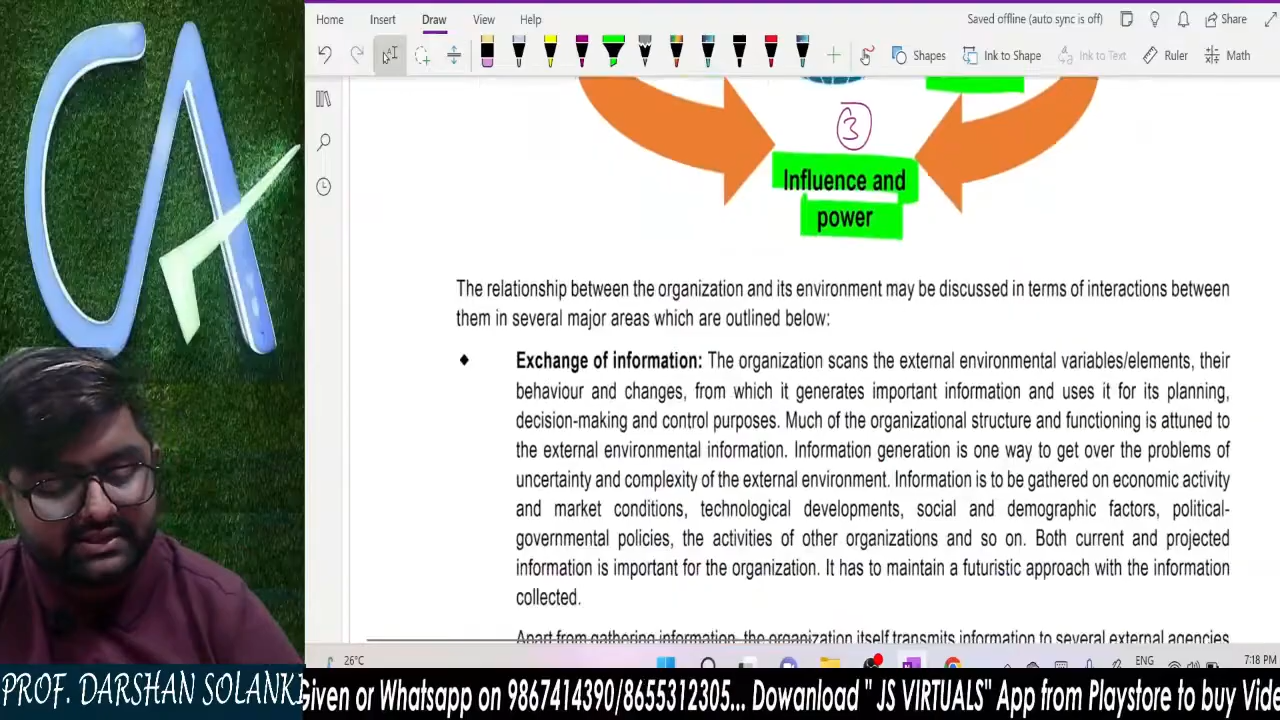 Home Insert Draw View Help Saved offline (auto sync is off) Share
Shapes Ink to Shape Ink to Text Ruler Math
3
Influence and
power
The relationship between the organization and its environment may be discussed in terms of interactions between
them in several major areas which are outlined below:
♦ Exchange of information: The organization scans the external environmental variables/elements, their
behaviour and changes, from which it generates important information and uses it for its planning,
decision-making and control purposes. Much of the organizational structure and functioning is attuned to
the external environmental information. Information generation is one way to get over the problems of
uncertainty and complexity of the external environment. Information is to be gathered on economic activity
and market conditions, technological developments, social and demographic factors, political-
governmental policies, the activities of other organizations and so on. Both current and projected
information is important for the organization. It has to maintain a futuristic approach with the information
collected.
Apart from gathering information, the organization itself transmits information to several external agencies
26°C ENG 7:18 PM
CA
PROF. DARSHAN SOLANK
Given or Whatsapp on 9867414390/8655312305... Dowanload " JS VIRTUALS" App from Playstore to buy Vide